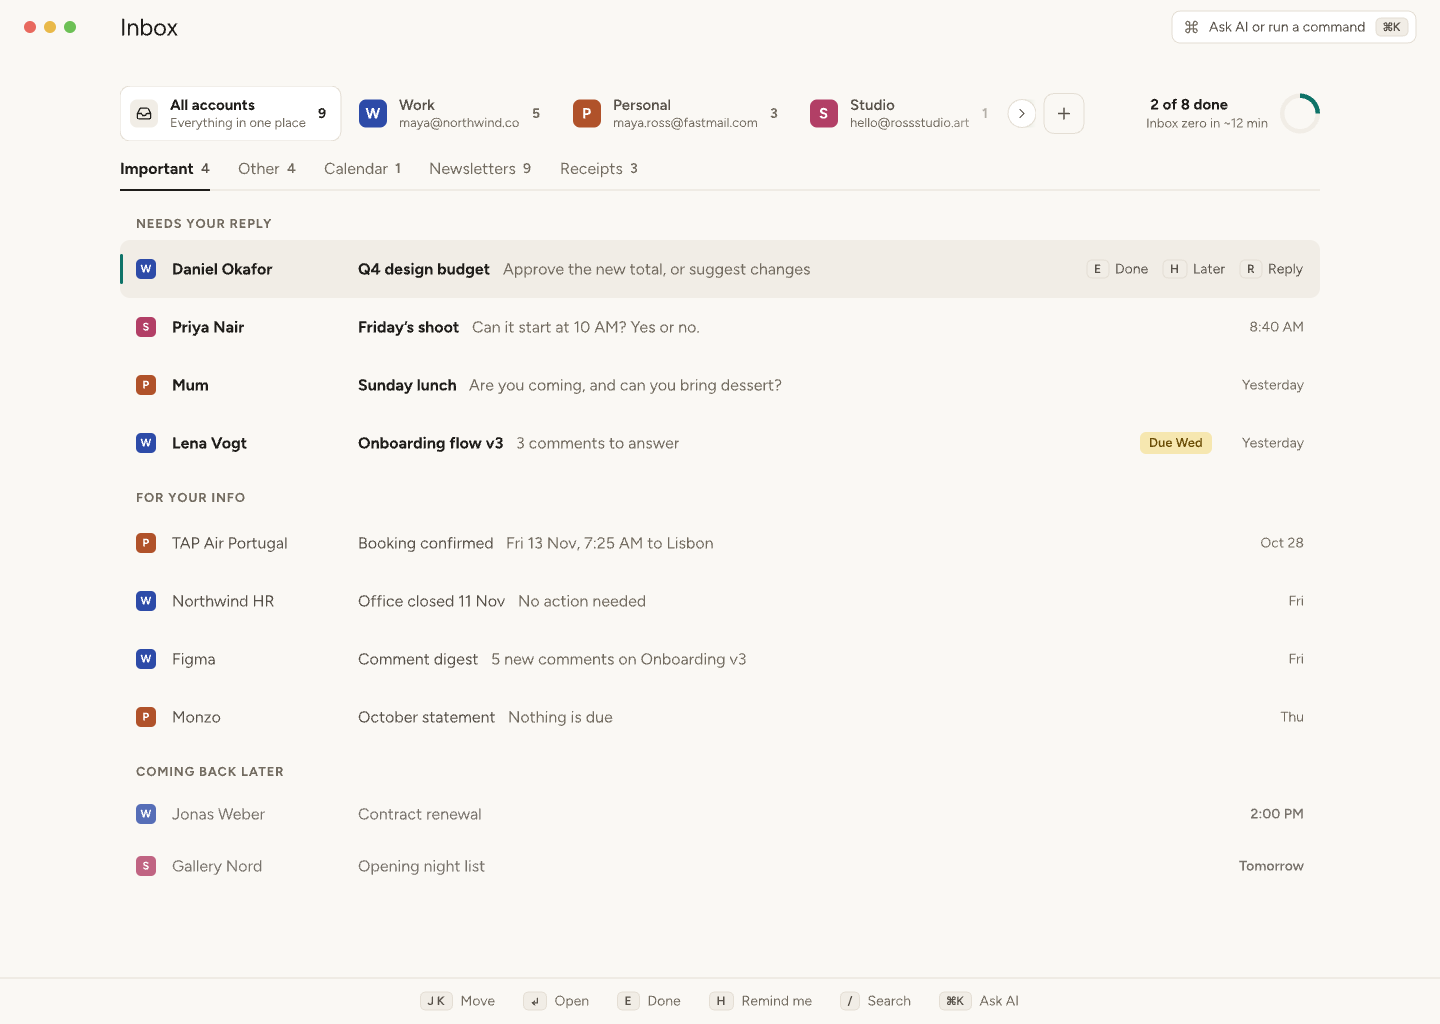 Inbox
⌘ Ask AI or run a command ⌘K
All accounts 9
Everything in one place
W Work 5
maya@northwind.co
P Personal 3
maya.ross@fastmail.com
S Studio 1
hello@rossstudio.art
2 of 8 done
Inbox zero in ~12 min
Important 4 Other 4 Calendar 1 Newsletters 9 Receipts 3
NEEDS YOUR REPLY
W Daniel Okafor Q4 design budget Approve the new total, or suggest changes E Done H Later R Reply
S Priya Nair Friday’s shoot Can it start at 10 AM? Yes or no. 8:40 AM
P Mum Sunday lunch Are you coming, and can you bring dessert? Yesterday
W Lena Vogt Onboarding flow v3 3 comments to answer Due Wed Yesterday
FOR YOUR INFO
P TAP Air Portugal Booking confirmed Fri 13 Nov, 7:25 AM to Lisbon Oct 28
W Northwind HR Office closed 11 Nov No action needed Fri
W Figma Comment digest 5 new comments on Onboarding v3 Fri
P Monzo October statement Nothing is due Thu
COMING BACK LATER
W Jonas Weber Contract renewal 2:00 PM
S Gallery Nord Opening night list Tomorrow
J K Move ↲ Open E Done H Remind me / Search ⌘K Ask AI